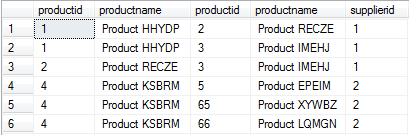 productid productname productid productname supplierid
1 1 Product HHYDP 2 Product RECZE 1
2 1 Product HHYDP 3 Product IMEHJ 1
3 2 Product RECZE 3 Product IMEHJ 1
4 4 Product KSBRM 5 Product EPEIM 2
5 4 Product KSBRM 65 Product XYWBZ 2
6 4 Product KSBRM 66 Product LQMGN 2